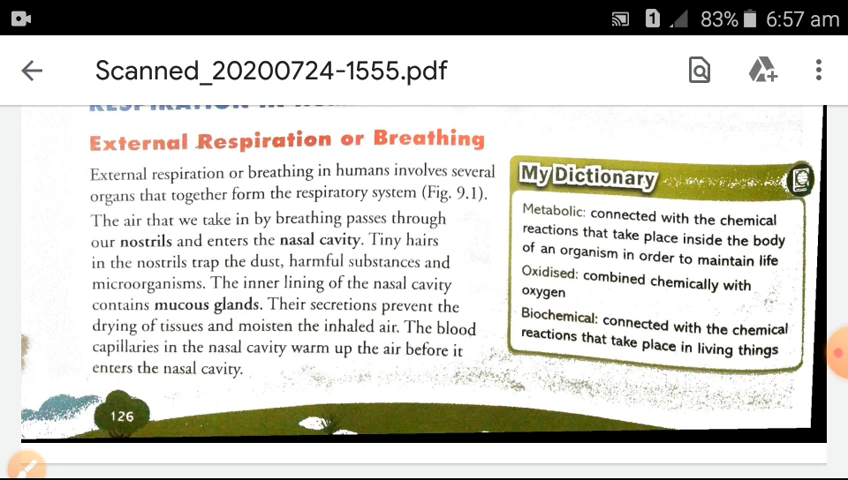 83% 6:57 am
Scanned_20200724-1555.pdf
External Respiration or Breathing
External respiration or breathing in humans involves several
organs that together form the respiratory system (Fig. 9.1).
The air that we take in by breathing passes through
our nostrils and enters the nasal cavity. Tiny hairs
in the nostrils trap the dust, harmful substances and
microorganisms. The inner lining of the nasal cavity
contains mucous glands. Their secretions prevent the
drying of tissues and moisten the inhaled air. The blood
capillaries in the nasal cavity warm up the air before it
enters the nasal cavity.
My Dictionary
Metabolic: connected with the chemical
reactions that take place inside the body
of an organism in order to maintain life
Oxidised: combined chemically with
oxygen
Biochemical: connected with the chemical
reactions that take place in living things
126